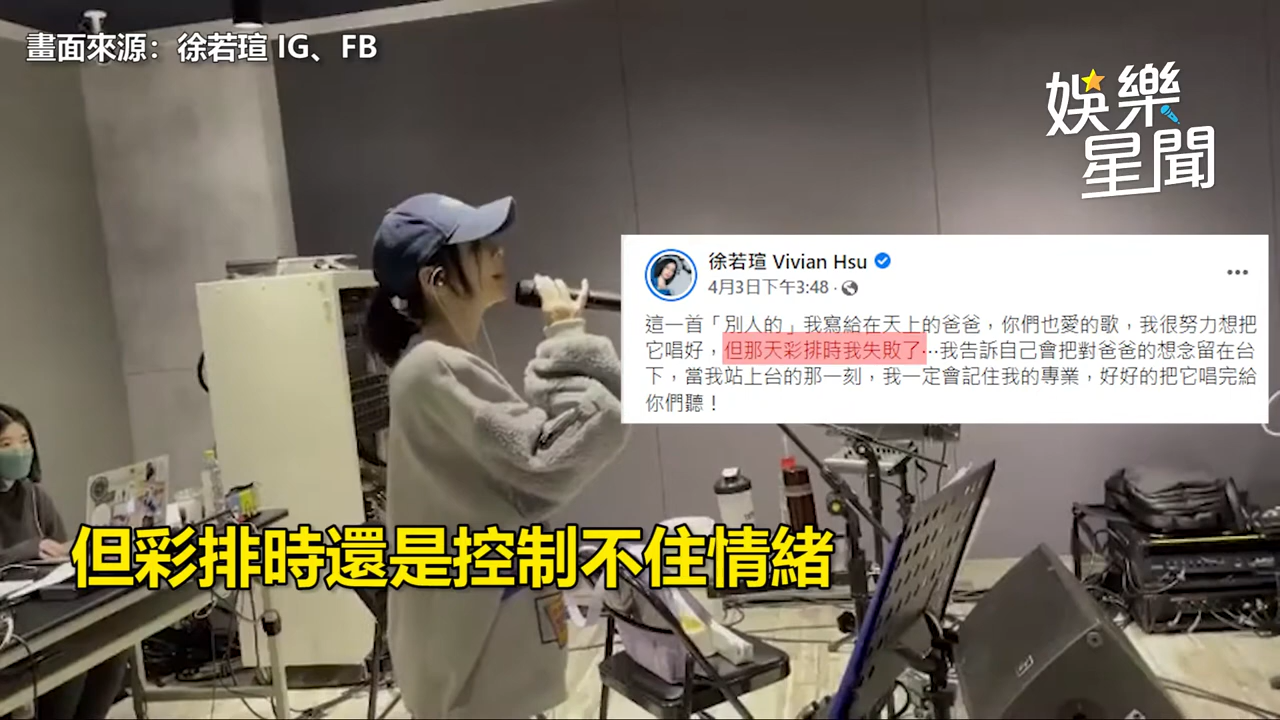 畫面來源：徐若瑄 IG、FB
娛樂
星聞
徐若瑄 Vivian Hsu
4月3日下午3:48 ·
這一首「別人的」我寫給在天上的爸爸，你們也愛的歌，我很努力想把
它唱好，但那天彩排時我失敗了…我告訴自己會把對爸爸的想念留在台
下，當我站上台的那一刻，我一定會記住我的專業，好好的把它唱完給
你們聽！
但彩排時還是控制不住情緒